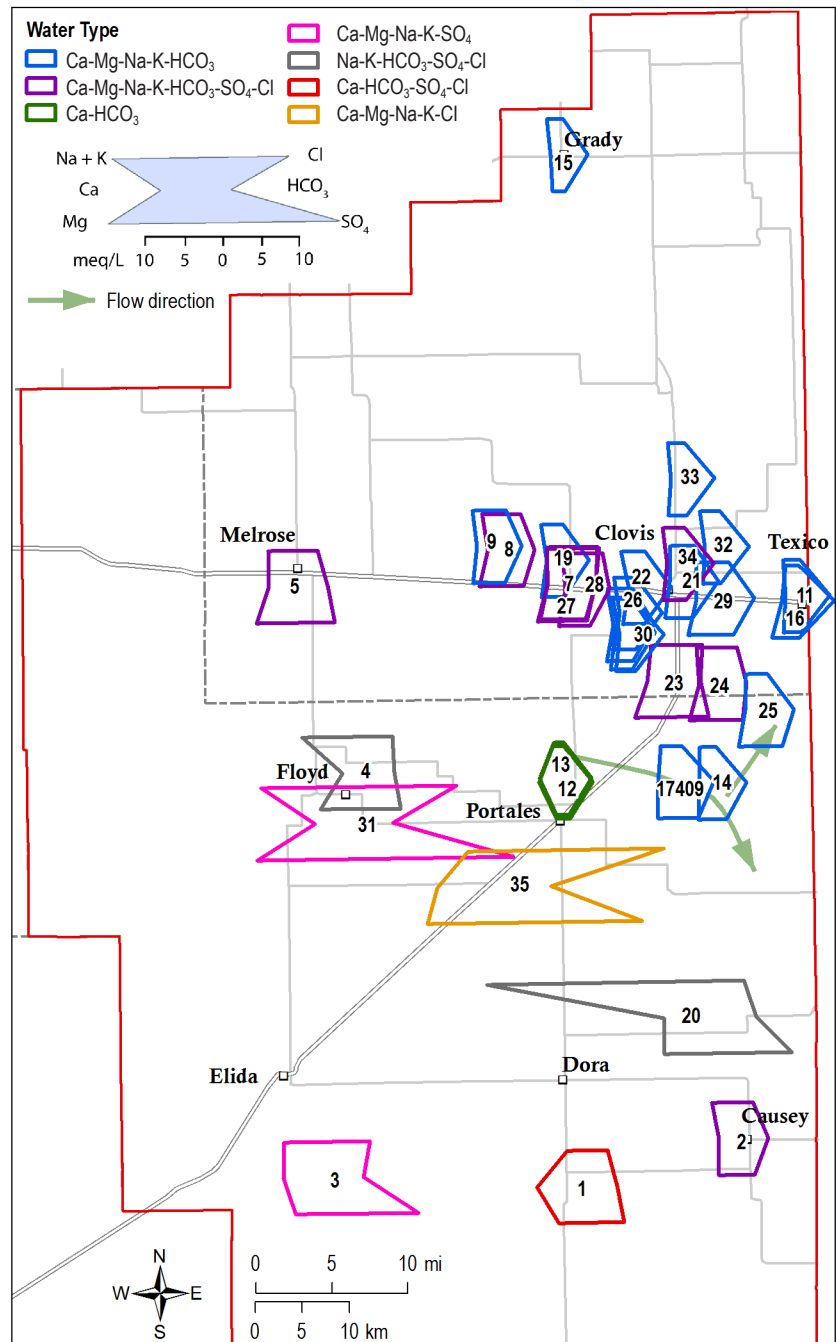 Water Type
Ca-Mg-Na-K-HCO₃
Ca-Mg-Na-K-HCO₃-SO₄-Cl
Ca-HCO₃
Ca-Mg-Na-K-SO₄
Na-K-HCO₃-SO₄-Cl
Ca-HCO₃-SO₄-Cl
Ca-Mg-Na-K-Cl
Na + K
Cl
Ca
HCO₃
Mg
SO₄
meq/L 10 5 0 5 10
Flow direction
Grady
15
33
Melrose
Clovis
Texico
5
9
8
19
7
27
28
22
26
30
34
21
32
29
11
16
23
24
25
Floyd
4
31
13
12
Portales
17409
14
35
20
Elida
Dora
Causey
2
3
1
N
W E
S
0 5 10 mi
0 5 10 km